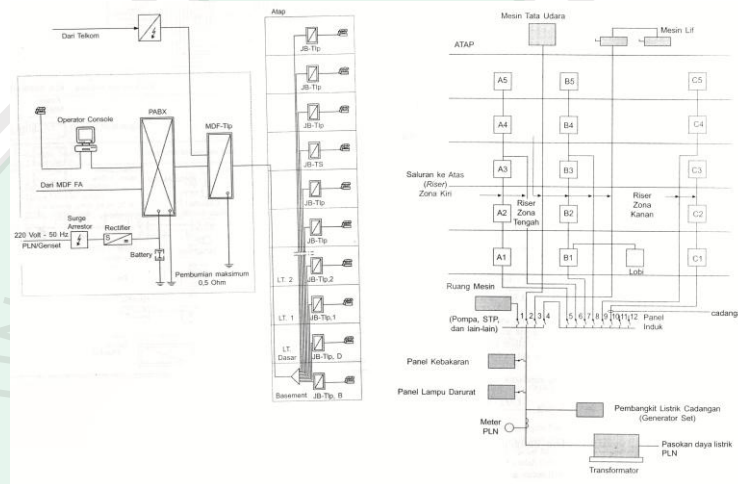 Atap
Dari Telkom
JB-Tlp
JB-Tlp
JB-Tlp
JB-TS
JB-Tlp
JB-Tlp
LT. 2
JB-Tlp,2
LT. 1
JB-Tlp,1
LT.
Dasar
JB-Tlp, D
Basement
JB-Tlp, B
PABX
Operator Console
MDF-Tlp
Dari MDF FA
Surge
Arrestor
220 Volt - 50 Hz
PLN/Genset
Rectifier
S
Battery
Pembumian maksimum
0,5 Ohm
Mesin Tata Udara
Mesin Lif
ATAP
A5
B5
C5
A4
B4
C4
A3
B3
C3
Saluran ke Atas
(Riser)
Zona Kiri
Riser
Zona
Tengah
Riser
Zona
Kanan
A2
B2
C2
A1
B1
C1
Lobi
Ruang Mesin
(Pompa, STP,
dan lain-lain)
1 2 3 4
5 6 7 8 9 10 11 12
cadanga
Panel
Induk
Panel Kebakaran
Panel Lampu Darurat
Pembangkit Listrik Cadangan
(Generator Set)
Meter
PLN
Pasokan daya listrik
PLN
Transformator